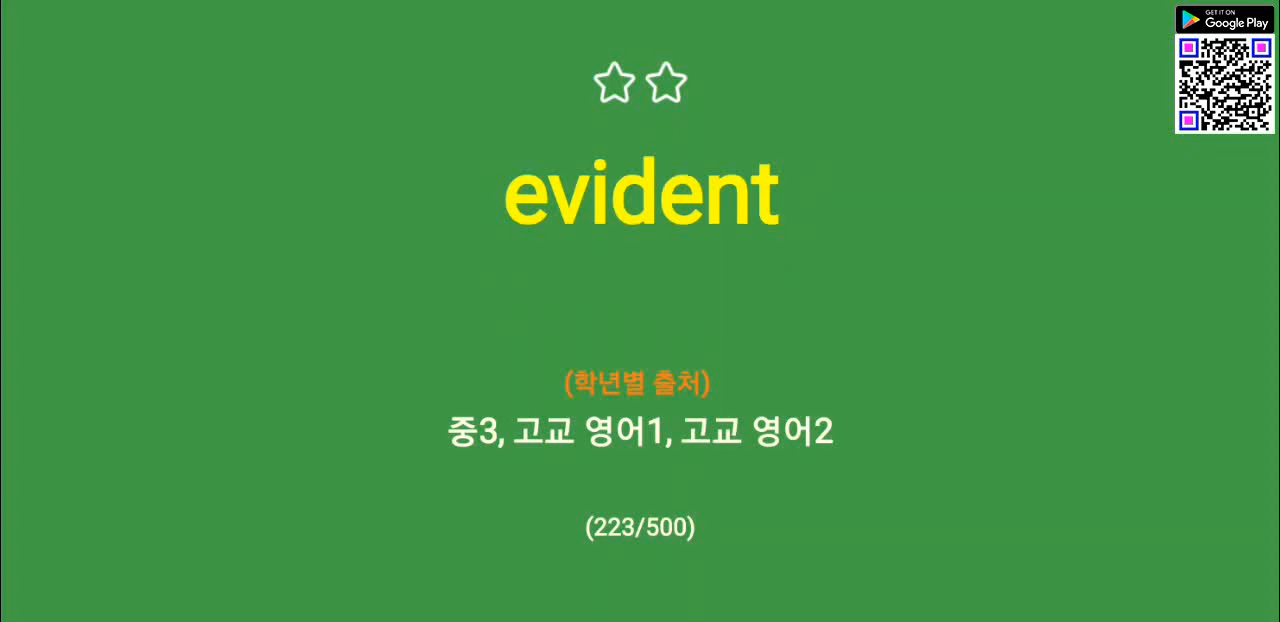 GET IT ON
Google Play
evident
(학년별 출처)
중3, 고교 영어1, 고교 영어2
(223/500)